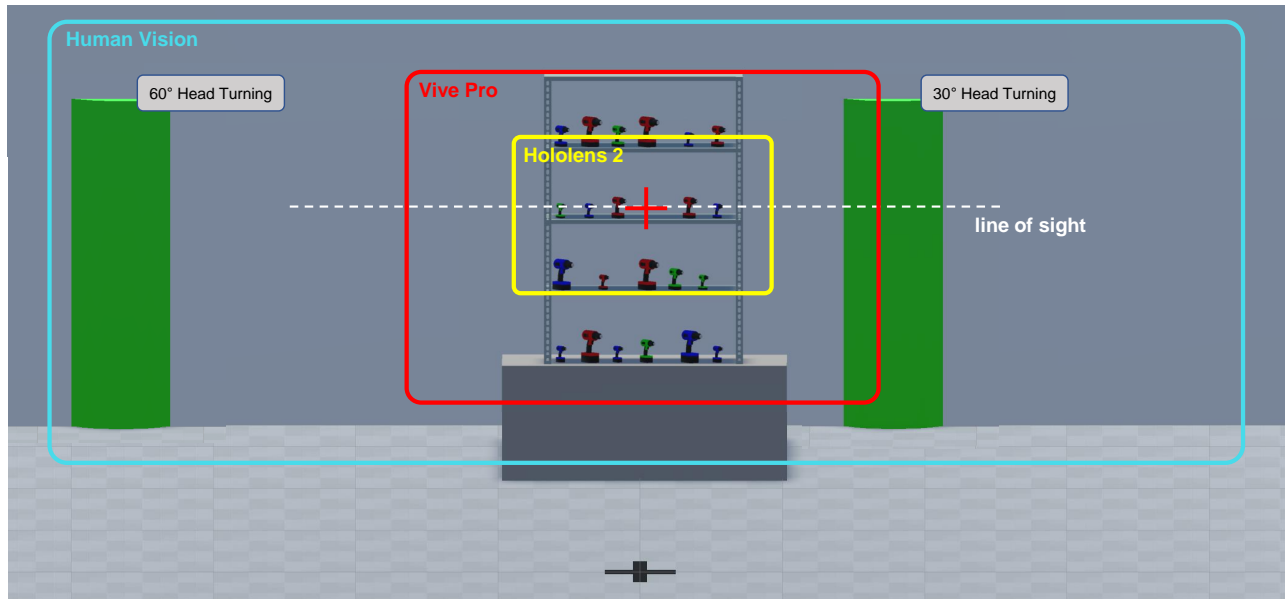 Human Vision
60° Head Turning
Vive Pro
30° Head Turning
Hololens 2
line of sight